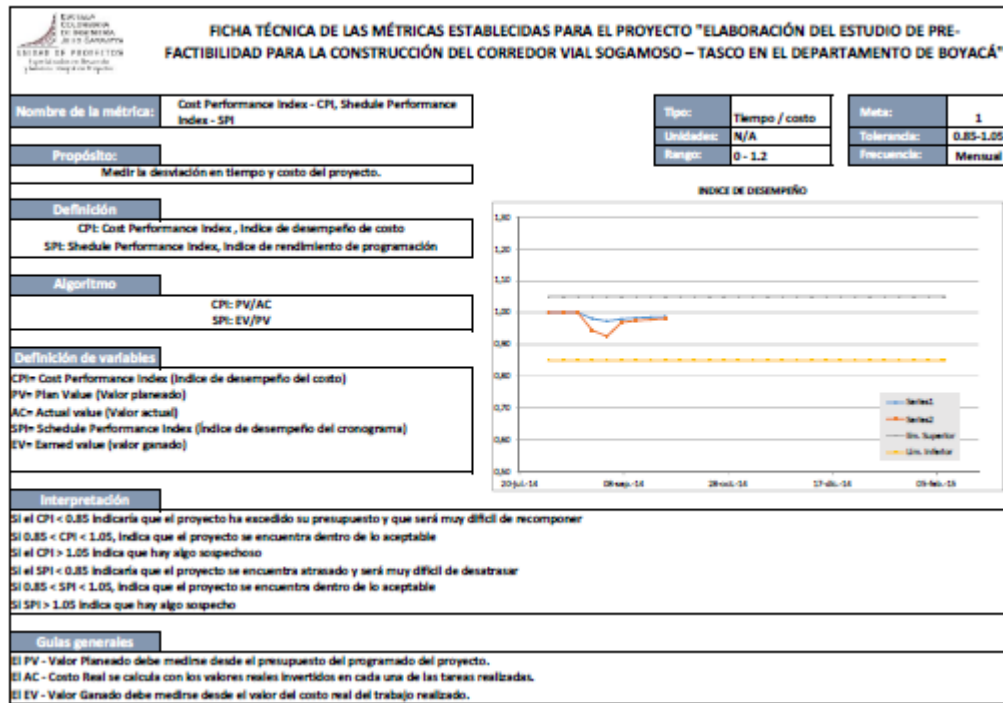 ESCUELA
COLOMBIANA
DE INGENIERÍA
JULIO GARAVITO
UNIDAD DE PROYECTOS
FICHA TÉCNICA DE LAS MÉTRICAS ESTABLECIDAS PARA EL PROYECTO "ELABORACIÓN DEL ESTUDIO DE PRE-
FACTIBILIDAD PARA LA CONSTRUCCIÓN DEL CORREDOR VIAL SOGAMOSO – TASCO EN EL DEPARTAMENTO DE BOYACÁ"
Nombre de la métrica:
Cost Performance Index - CPI, Shedule Performance
Index - SPI
Tipo: Tiempo / costo
Unidades: N/A
Rango: 0 - 1.2
Meta: 1
Tolerancia: 0.85-1.05
Frecuencia: Mensual
Propósito:
Medir la desviación en tiempo y costo del proyecto.
Definición
CPI: Cost Performance Index , Indice de desempeño de costo
SPI: Shedule Performance Index, Indice de rendimiento de programación
Algoritmo
CPI: PV/AC
SPI: EV/PV
Definición de variables
CPI= Cost Performance Index (Indice de desempeño del costo)
PV= Plan Value (Valor planeado)
AC= Actual value (Valor actual)
SPI= Schedule Performance Index (Índice de desempeño del cronograma)
EV= Earned value (valor ganado)
INDICE DE DESEMPEÑO
1,30
1,20
1,10
1,00
0,90
0,80
0,70
0,60
0,50
20-jul.-14
08-sep.-14
28-oct.-14
17-dic.-14
05-feb.-15
Series1
Series2
lim. Superior
Lim. Inferior
Interpretación
Si el CPI < 0.85 indicaría que el proyecto ha excedido su presupuesto y que será muy difícil de recomponer
Si 0.85 < CPI < 1.05, indica que el proyecto se encuentra dentro de lo aceptable
Si el CPI > 1.05 indica que hay algo sospechoso
Si el SPI < 0.85 indicaría que el proyecto se encuentra atrasado y será muy difícil de desatrasar
Si 0.85 < SPI < 1.05, indica que el proyecto se encuentra dentro de lo aceptable
Si SPI > 1.05 indica que hay algo sospecho
Guías generales
El PV - Valor Planeado debe medirse desde el presupuesto del programado del proyecto.
El AC - Costo Real se calcula con los valores reales invertidos en cada una de las tareas realizadas.
El EV - Valor Ganado debe medirse desde el valor del costo real del trabajo realizado.